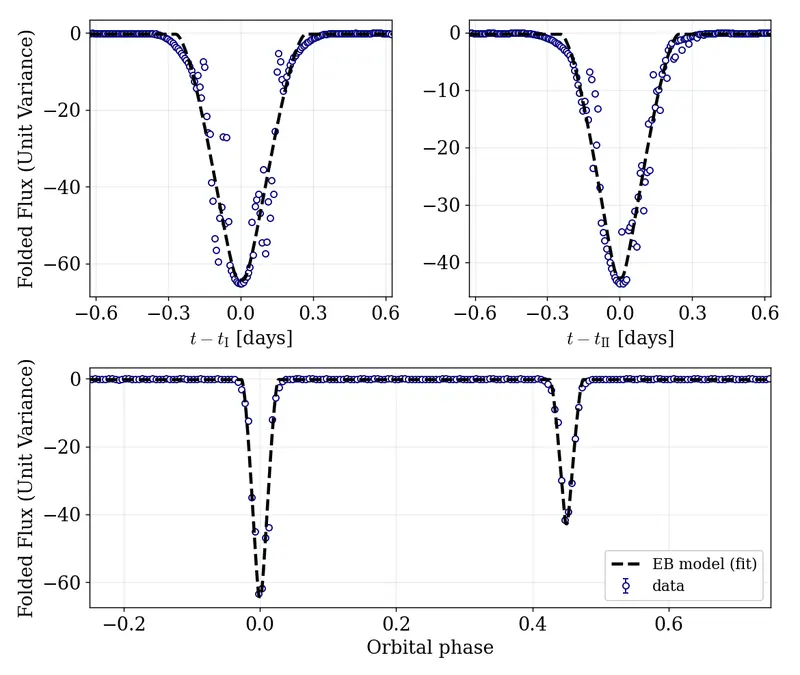 Folded Flux (Unit Variance)
0
−20
−40
−60
−0.6 −0.3 0.0 0.3 0.6
t − t_I [days]
0
−10
−20
−30
−40
−0.6 −0.3 0.0 0.3 0.6
t − t_II [days]
Folded Flux (Unit Variance)
0
−20
−40
−60
−0.2 0.0 0.2 0.4 0.6
Orbital phase
EB model (fit)
data